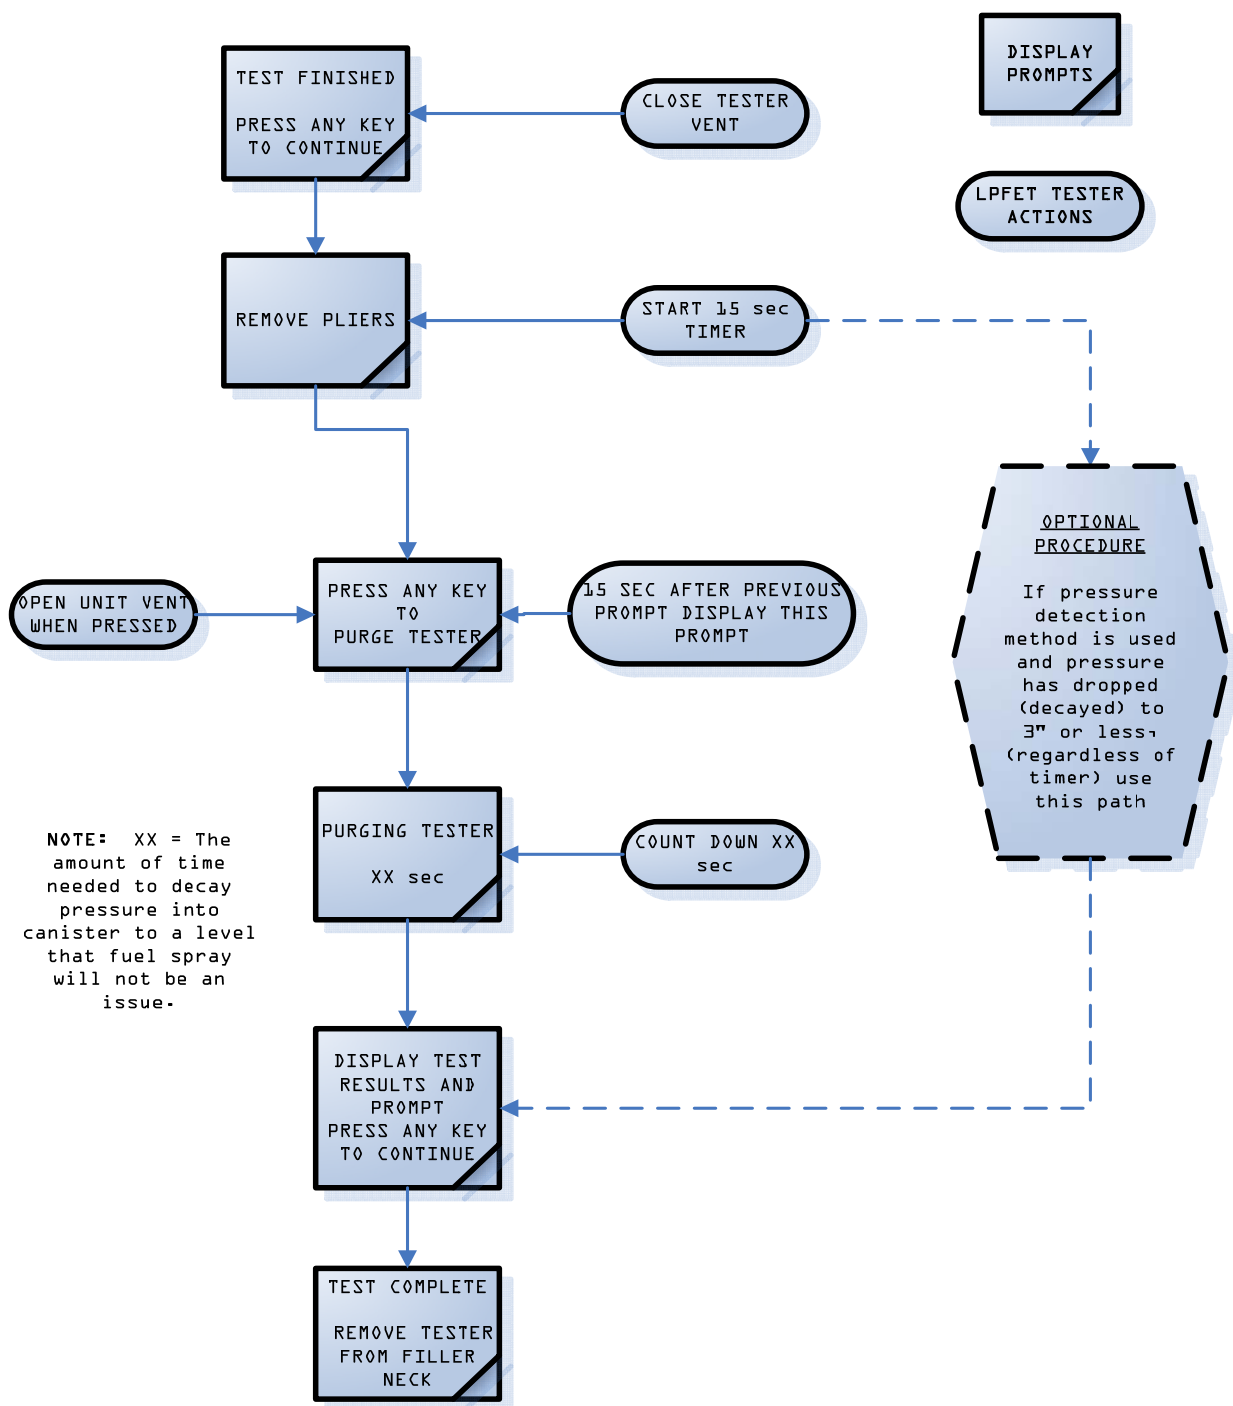 TEST FINISHED
PRESS ANY KEY
TO CONTINUE
CLOSE TESTER
VENT
DISPLAY
PROMPTS
LPFET TESTER
ACTIONS
REMOVE PLIERS
START 15 sec
TIMER
OPTIONAL
PROCEDURE
If pressure
detection
method is used
and pressure
has dropped
(decayed) to
3" or less,
(regardless of
timer) use
this path
OPEN UNIT VENT
WHEN PRESSED
PRESS ANY KEY
TO
PURGE TESTER
15 SEC AFTER PREVIOUS
PROMPT DISPLAY THIS
PROMPT
PURGING TESTER
XX sec
COUNT DOWN XX
sec
NOTE: XX = The
amount of time
needed to decay
pressure into
canister to a level
that fuel spray
will not be an
issue.
DISPLAY TEST
RESULTS AND
PROMPT
PRESS ANY KEY
TO CONTINUE
TEST COMPLETE
REMOVE TESTER
FROM FILLER
NECK